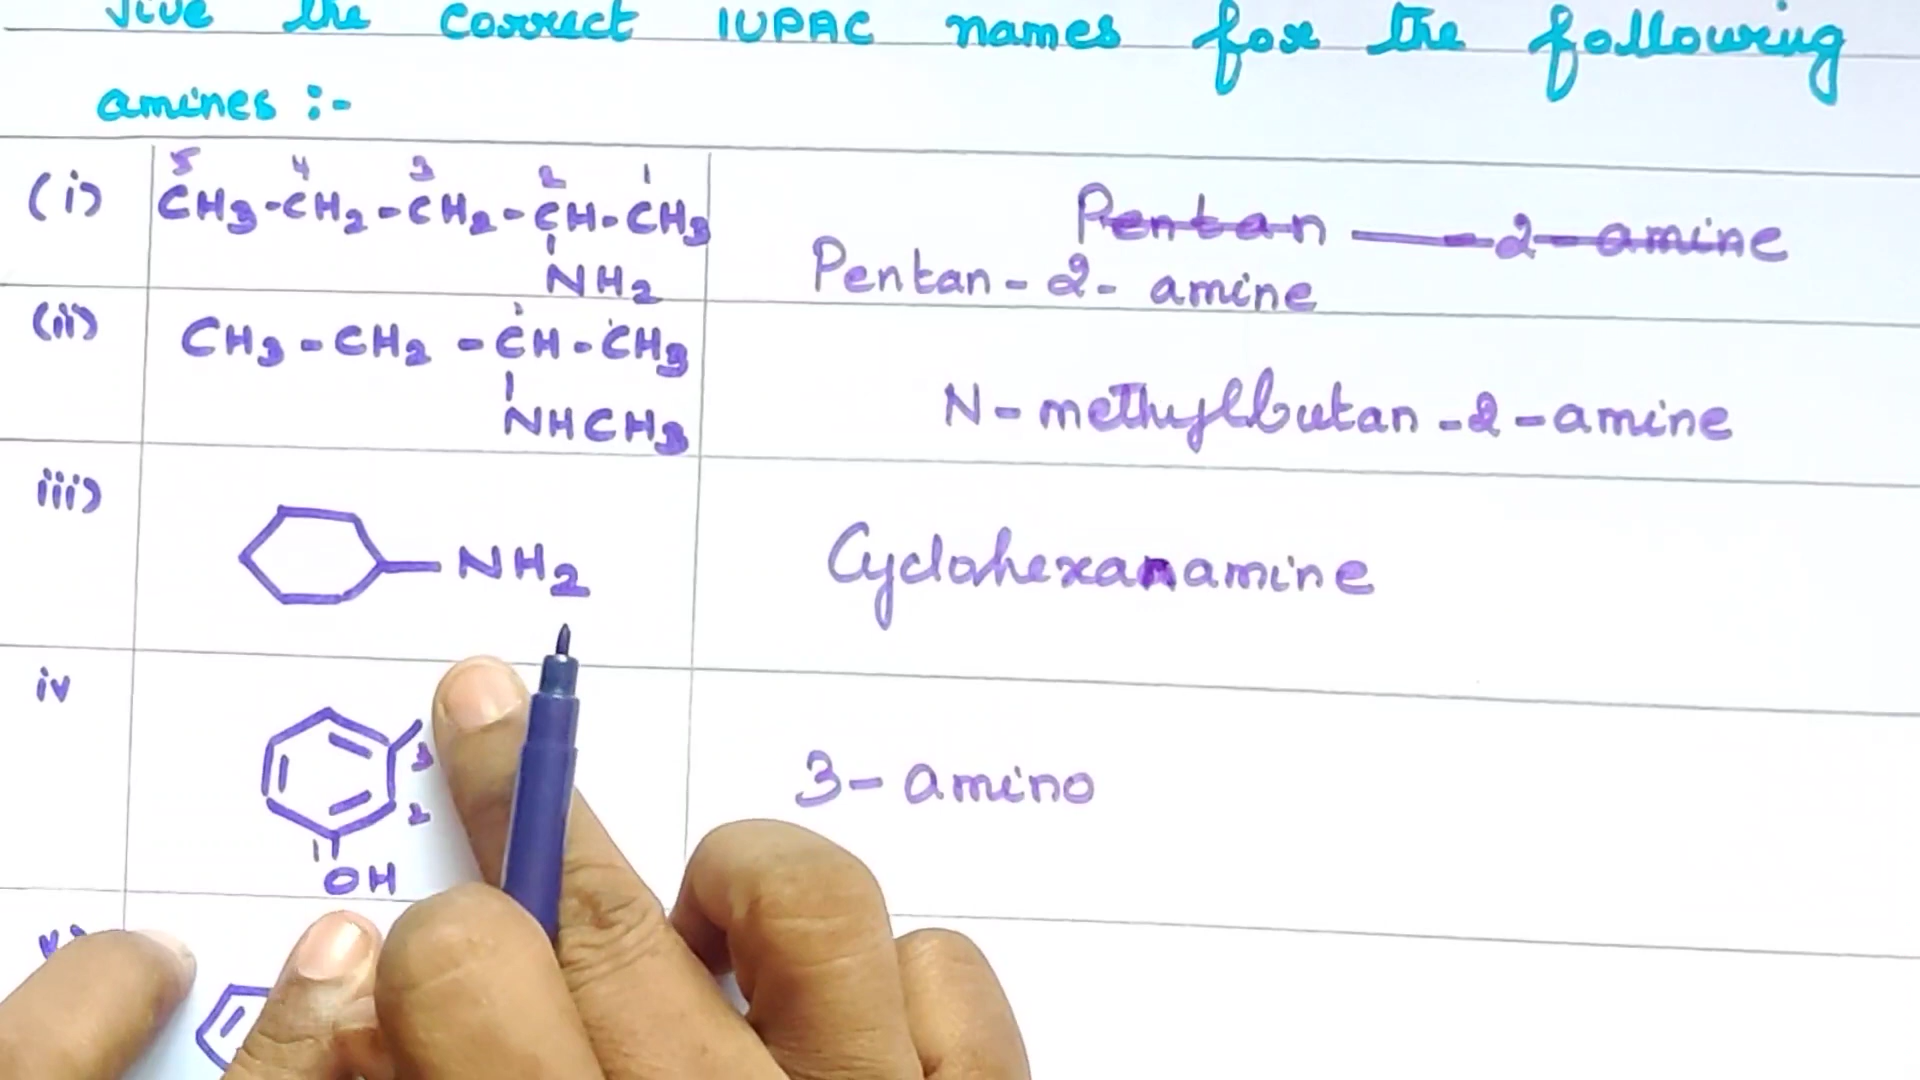 Give the correct IUPAC names for the following
amines :-
(i)
5 4 3 2 1
CH3-CH2-CH2-CH-CH3
NH2
Pentan — 2-amine
Pentan-2-amine
(ii)
CH3-CH2-CH-CH3
NHCH3
N-methylbutan-2-amine
iii)
NH2
Cyclohexanamine
iv
3
2
1
OH
3-amino
v)